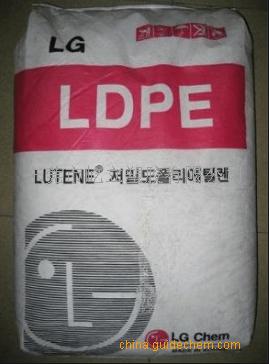 LG
LDPE
LUTENE® 저밀도폴리에틸렌
LG Chem
china.guidechem.com